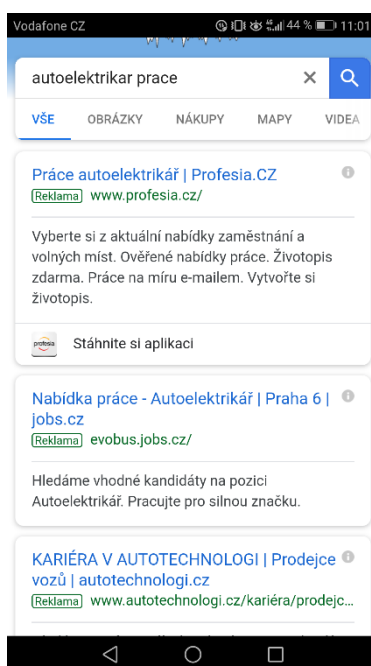 Vodafone CZ 44 % 11:01
autoelektrikar prace
VŠE OBRÁZKY NÁKUPY MAPY VIDEA
Práce autoelektrikář | Profesia.CZ
Reklama www.profesia.cz/
Vyberte si z aktuální nabídky zaměstnání a
volných míst. Ověřené nabídky práce. Životopis
zdarma. Práce na míru e-mailem. Vytvořte si
životopis.
profesia Stáhněte si aplikaci
Nabídka práce - Autoelektrikář | Praha 6 |
jobs.cz
Reklama evobus.jobs.cz/
Hledáme vhodné kandidáty na pozici
Autoelektrikář. Pracujte pro silnou značku.
KARIÉRA V AUTOTECHNOLOGI | Prodejce
vozů | autotechnologi.cz
Reklama www.autotechnologi.cz/kariéra/prodejc...